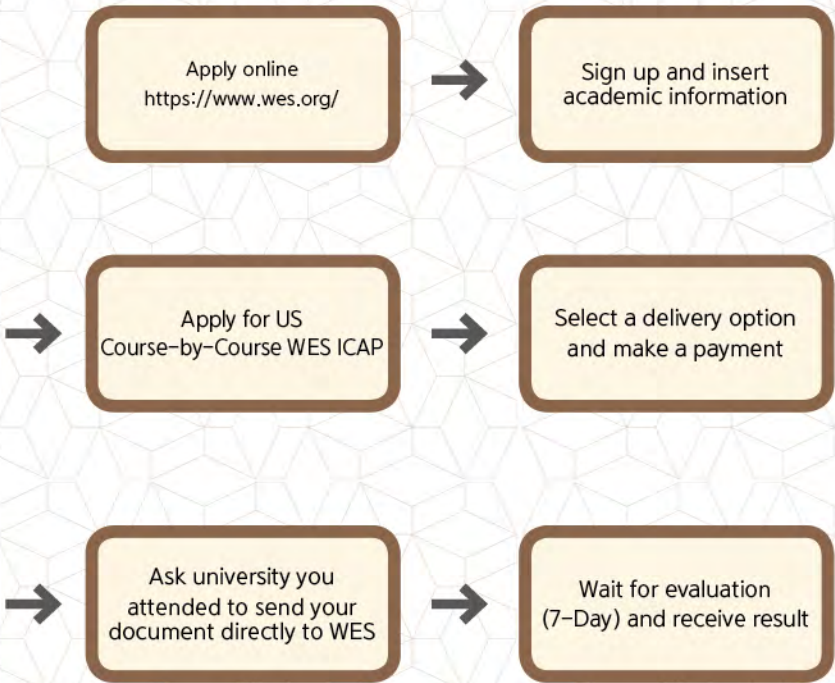 Apply online
https://www.wes.org/
Sign up and insert
academic information
Apply for US
Course-by-Course WES ICAP
Select a delivery option
and make a payment
Ask university you
attended to send your
document directly to WES
Wait for evaluation
(7-Day) and receive result